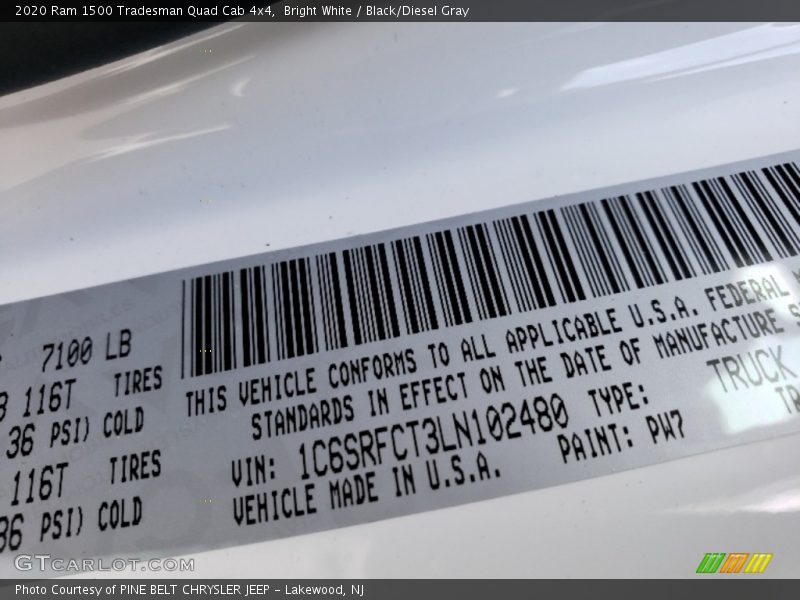 2020 Ram 1500 Tradesman Quad Cab 4x4, Bright White / Black/Diesel Gray
7100 LB
116T TIRES
36 PSI) COLD
116T TIRES
36 PSI) COLD
THIS VEHICLE CONFORMS TO ALL APPLICABLE U.S.A. FEDERAL
STANDARDS IN EFFECT ON THE DATE OF MANUFACTURE
VIN: 1C6SRFCT3LN102480 TYPE: TRUCK
VEHICLE MADE IN U.S.A. PAINT: PW7
GTCARLOT.COM
Photo Courtesy of PINE BELT CHRYSLER JEEP - Lakewood, NJ